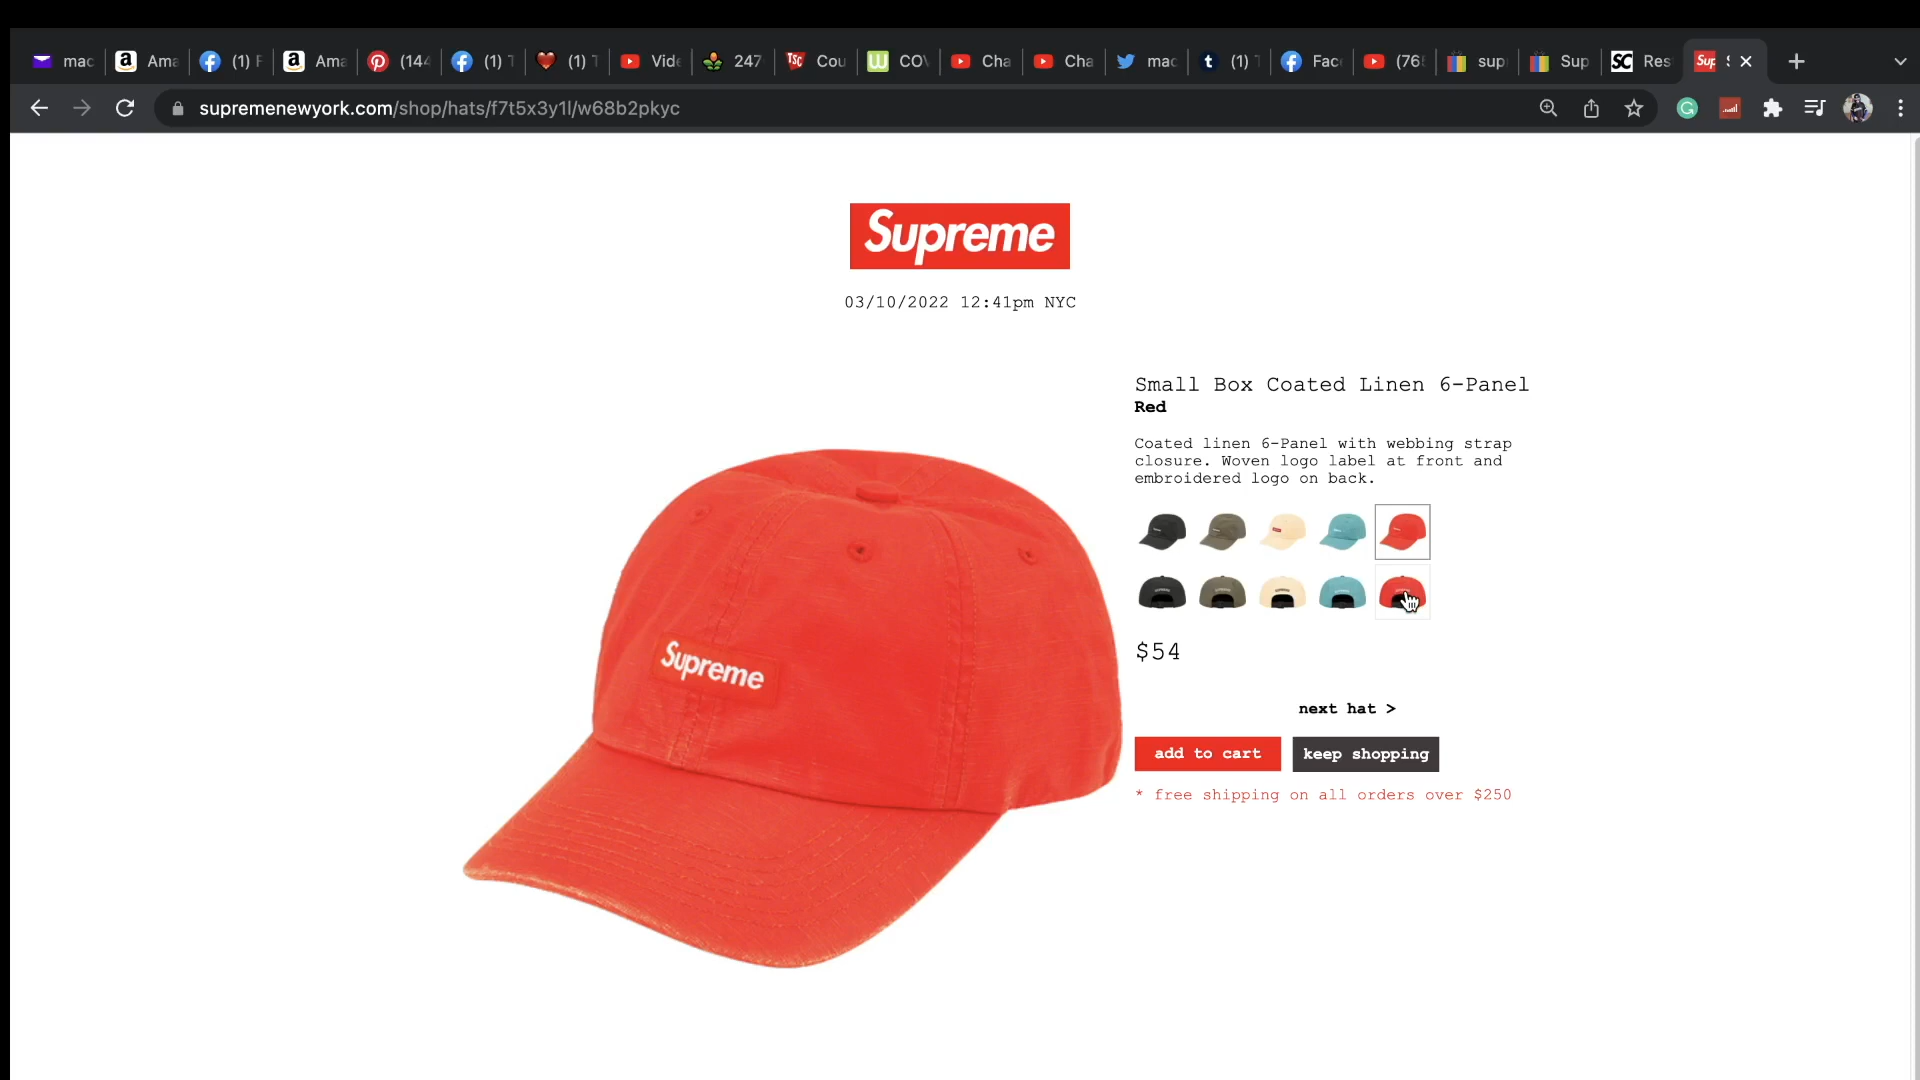 mac
Ama
(1) F
Ama
(144
(1) T
(1) T
Vide
247
TSC Cou
COV
Cha
Cha
mac
(1) T
Fac
(76
sup
Sup
SC Res
Sup
supremenewyork.com/shop/hats/f7t5x3y1l/w68b2pkyc
Supreme
03/10/2022 12:41pm NYC
Small Box Coated Linen 6-Panel
Red
Coated linen 6-Panel with webbing strap
closure. Woven logo label at front and
embroidered logo on back.
Supreme
$54
next hat >
add to cart
keep shopping
* free shipping on all orders over $250